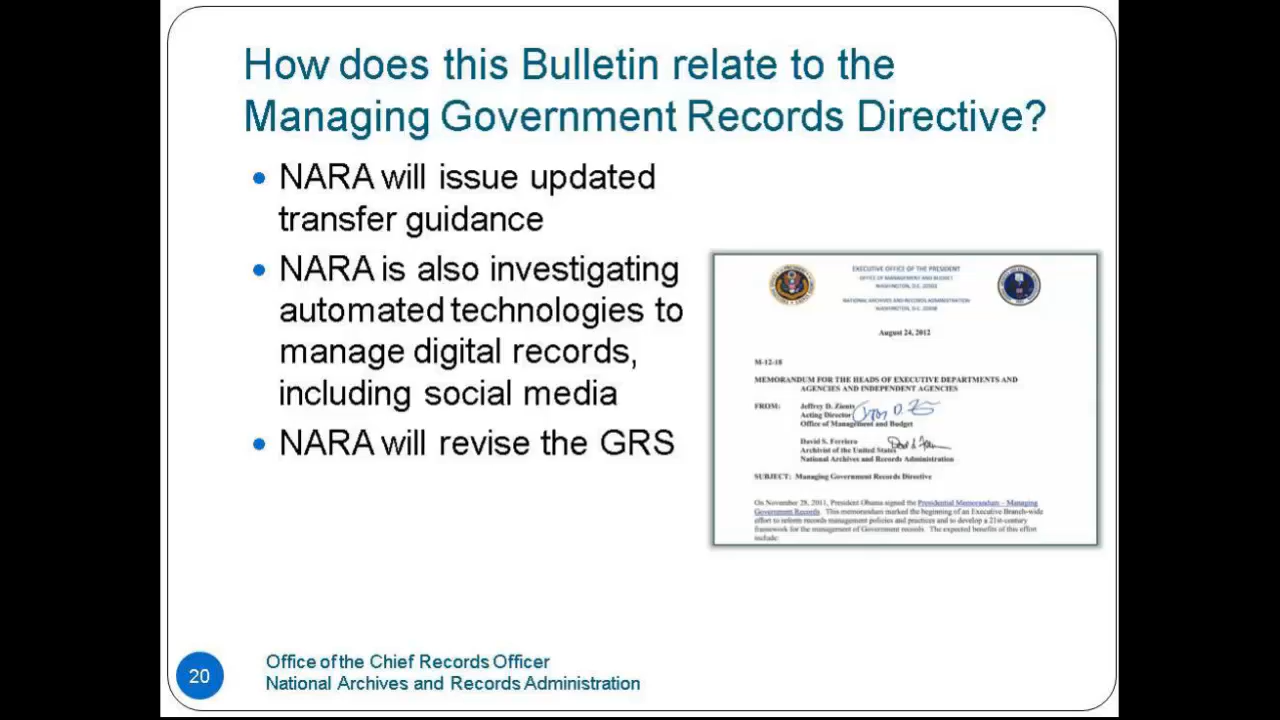 How does this Bulletin relate to the
Managing Government Records Directive?
• NARA will issue updated
transfer guidance
• NARA is also investigating
automated technologies to
manage digital records,
including social media
• NARA will revise the GRS
EXECUTIVE OFFICE OF THE PRESIDENT
OFFICE OF MANAGEMENT AND BUDGET
WASHINGTON, D.C. 20503
NATIONAL ARCHIVES AND RECORDS ADMINISTRATION
WASHINGTON, D.C. 20408
August 24, 2012
M-12-18
MEMORANDUM FOR THE HEADS OF EXECUTIVE DEPARTMENTS AND
AGENCIES AND INDEPENDENT AGENCIES
FROM: Jeffrey D. Zients
Acting Director
Office of Management and Budget
David S. Ferriero
Archivist of the United States
National Archives and Records Administration
SUBJECT: Managing Government Records Directive
On November 28, 2011, President Obama signed the Presidential Memorandum – Managing
Government Records. This memorandum marked the beginning of an Executive Branch-wide
effort to reform records management policies and practices and to develop a 21st-century
framework for the management of Government records. The expected benefits of this effort
include:
20
Office of the Chief Records Officer
National Archives and Records Administration